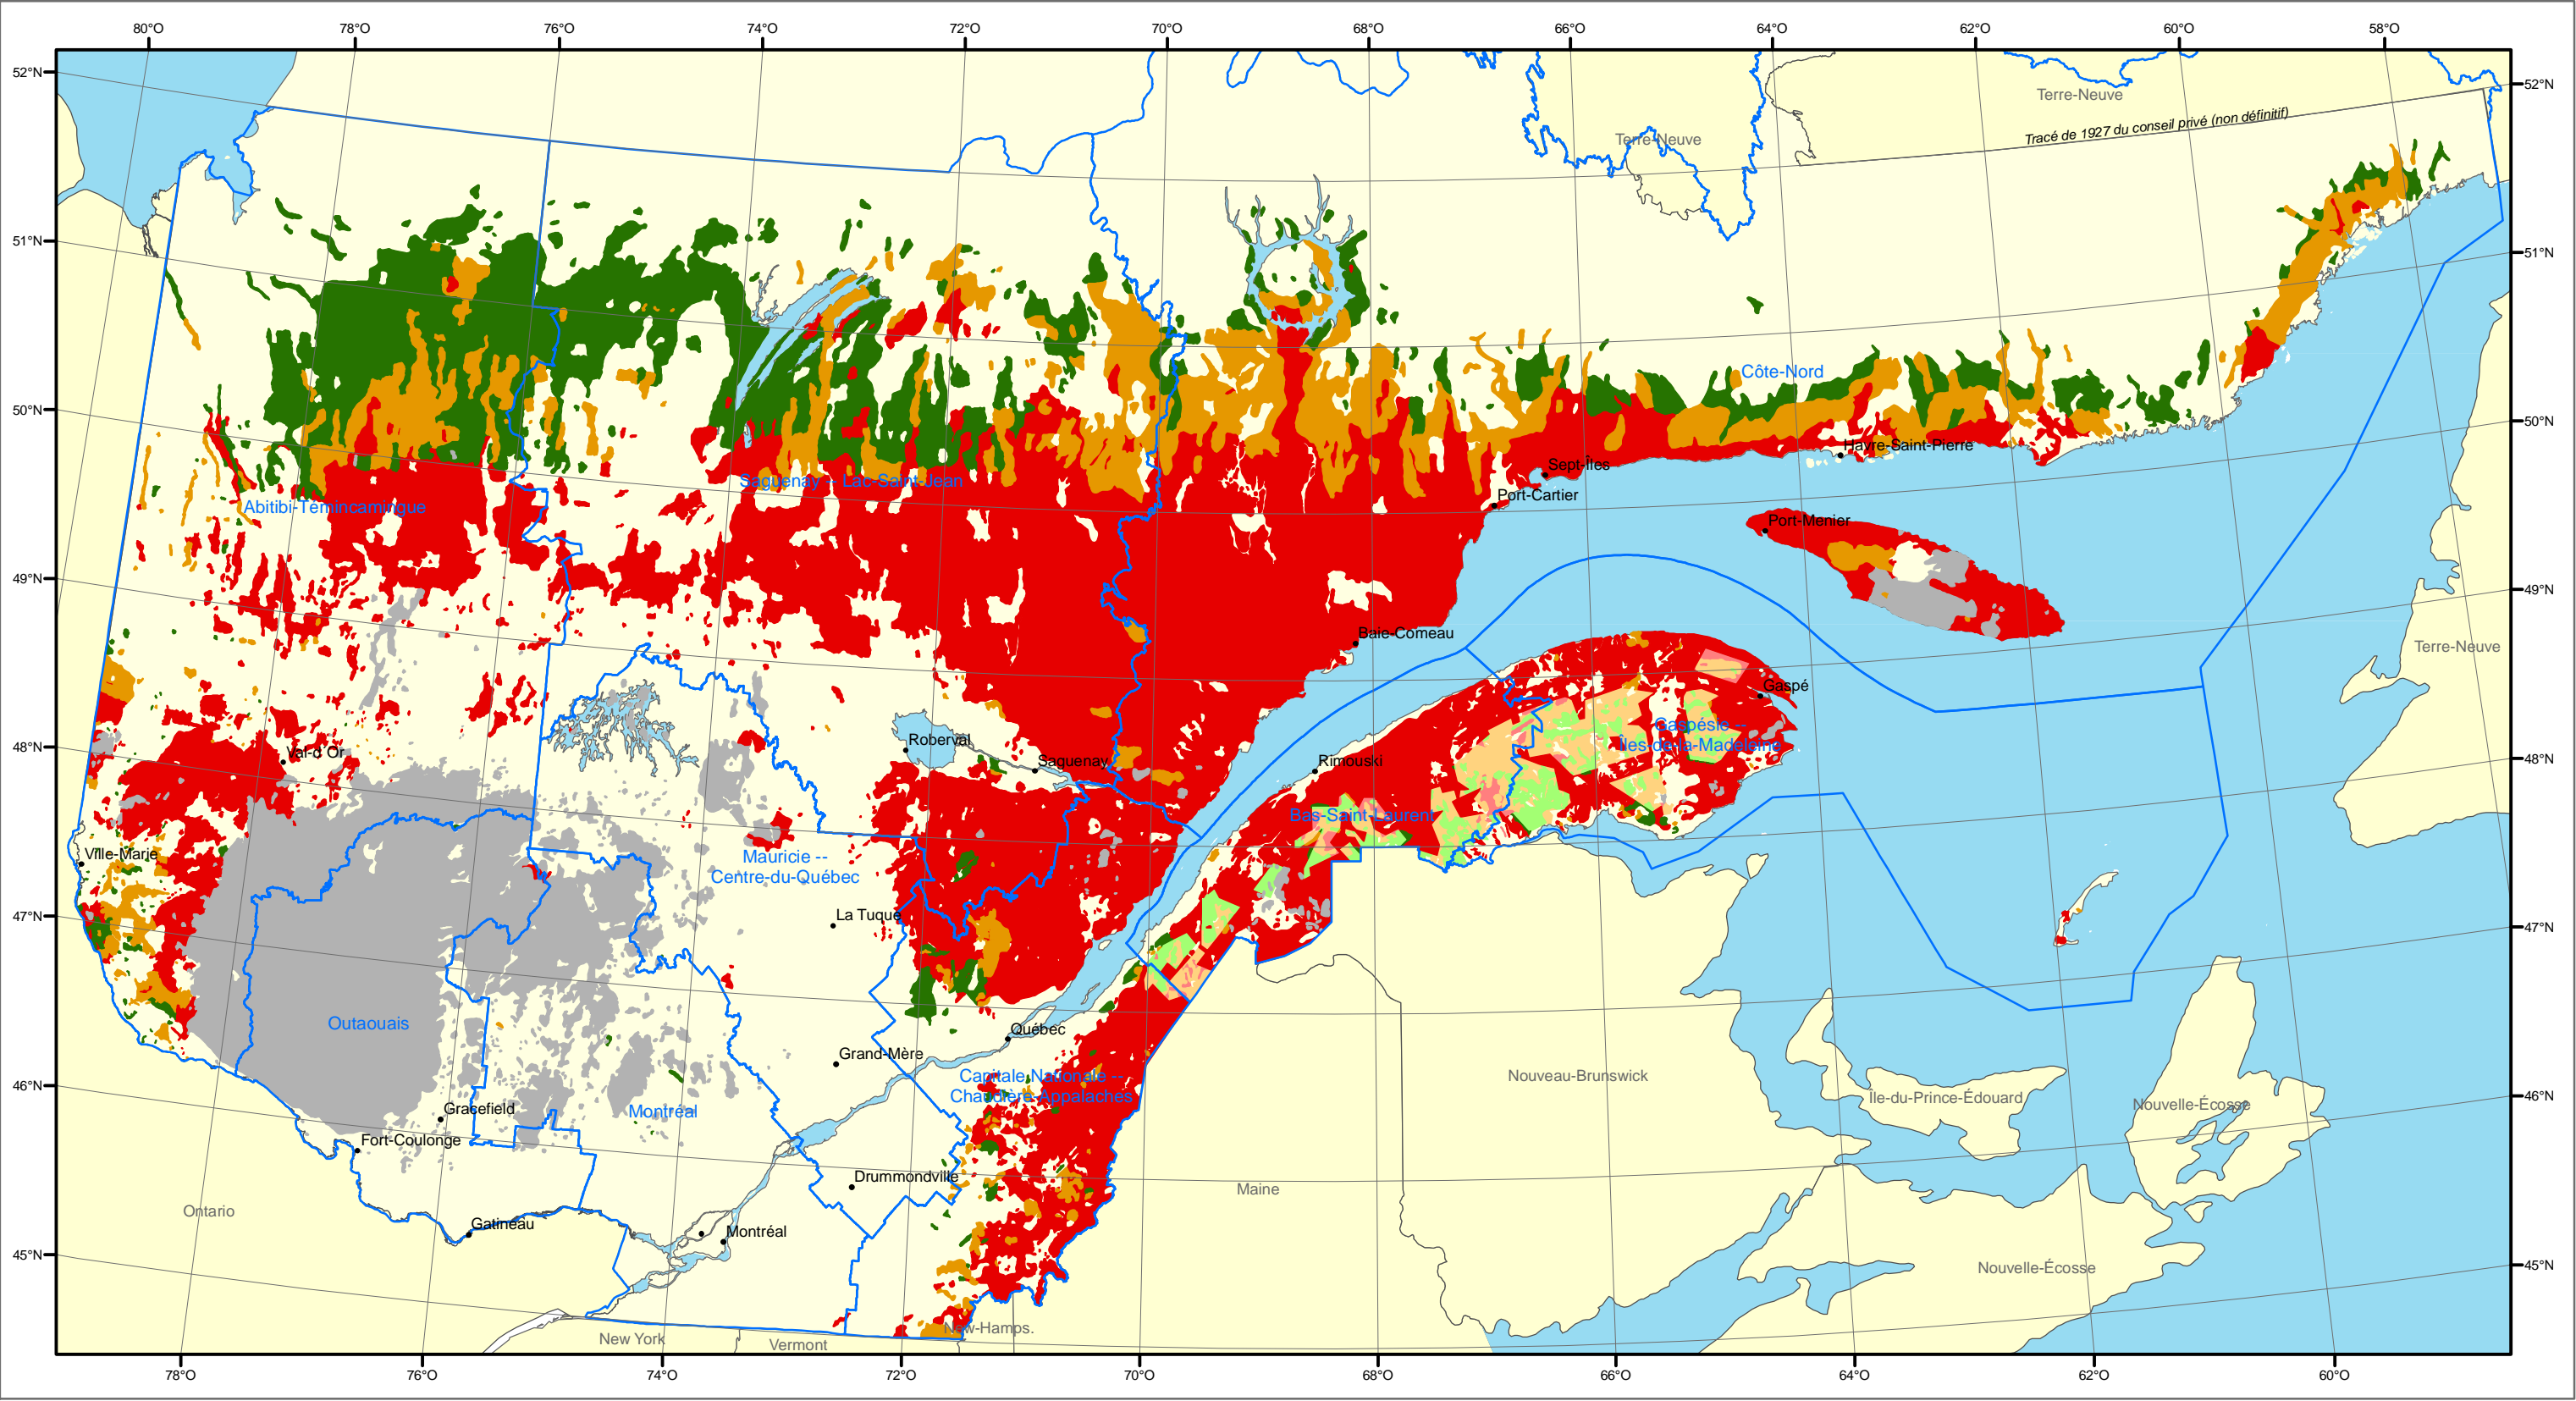 80°O 78°O 76°O 74°O 72°O 70°O 68°O 66°O 64°O 62°O 60°O 58°O
52°N 52°N
Terre-Neuve
Tracé de 1927 du conseil privé (non définitif)
Terre-Neuve
51°N 51°N
Côte-Nord
50°N 50°N
Havre-Saint-Pierre
Sept-Îles
Saguenay -- Lac-Saint-Jean
Port-Cartier
Abitibi-Témincamingue
Port-Menier
49°N 49°N
Baie-Comeau
Terre-Neuve
Gaspé
Gaspésie --
Îles-de-la-Madeleine
Roberval
48°N 48°N
Val-d'Or
Saguenay
Rimouski
Bas-Saint-Laurent
Ville-Marie
Mauricie --
Centre-du-Québec
La Tuque
47°N 47°N
Outaouais
Québec
Grand-Mère
Capitale Nationale --
Chaudière-Appalaches
Nouveau-Brunswick
46°N 46°N
Île-du-Prince-Édouard
Nouvelle-Écosse
Gracefield
Montréal
Fort-Coulonge
Drummondville
Maine
Ontario
Gatineau
Montréal
45°N 45°N
Nouvelle-Écosse
New-Hamps.
New York
Vermont
78°O 76°O 74°O 72°O 70°O 68°O 66°O 64°O 62°O 60°O